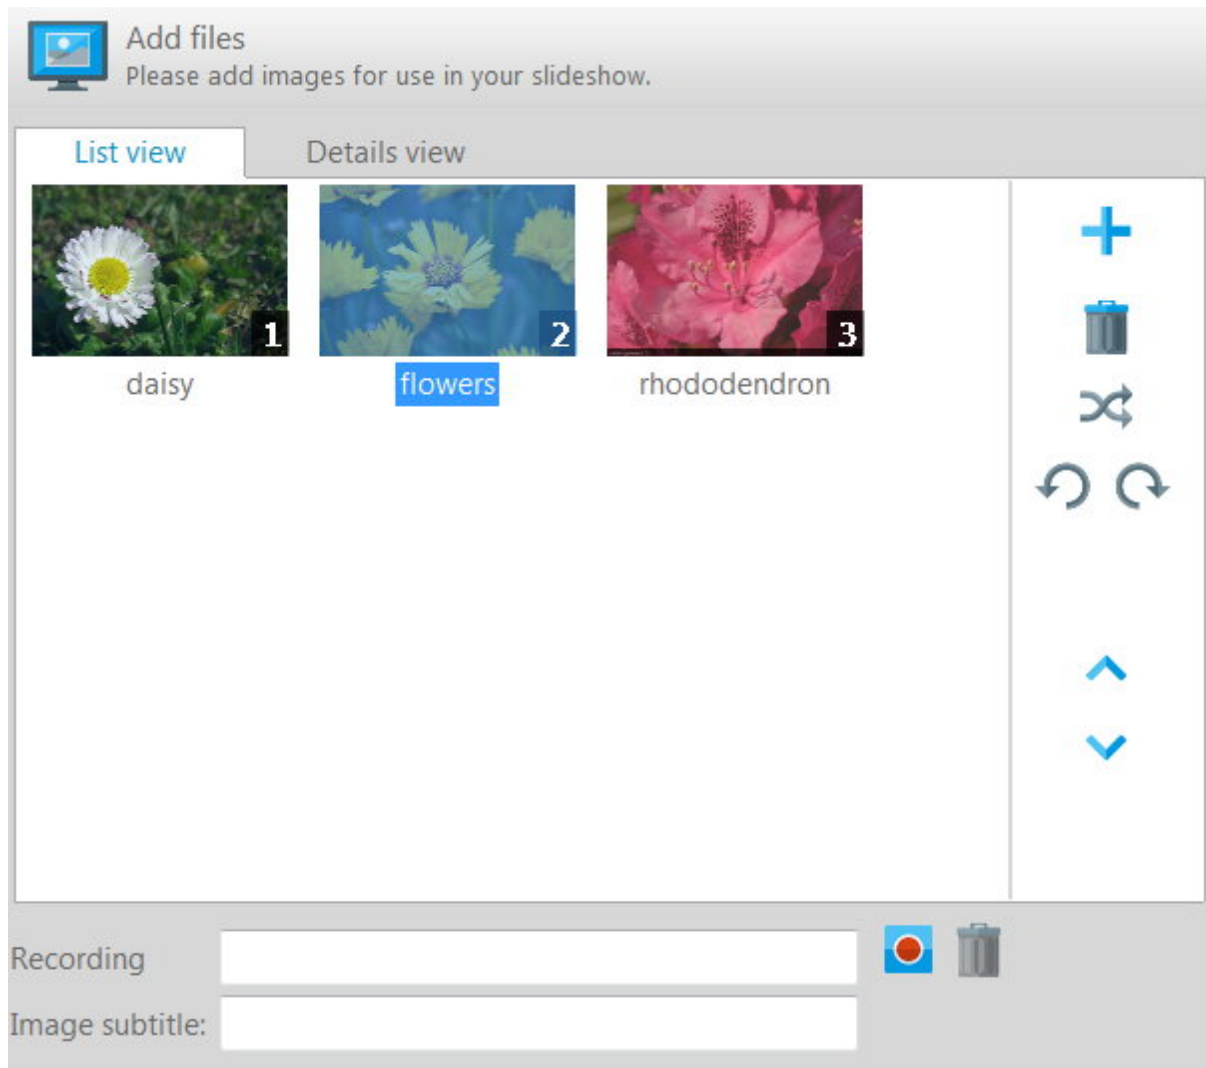 Add files
Please add images for use in your slideshow.
List view Details view
1 2 3
daisy flowers rhododendron
Recording
Image subtitle: